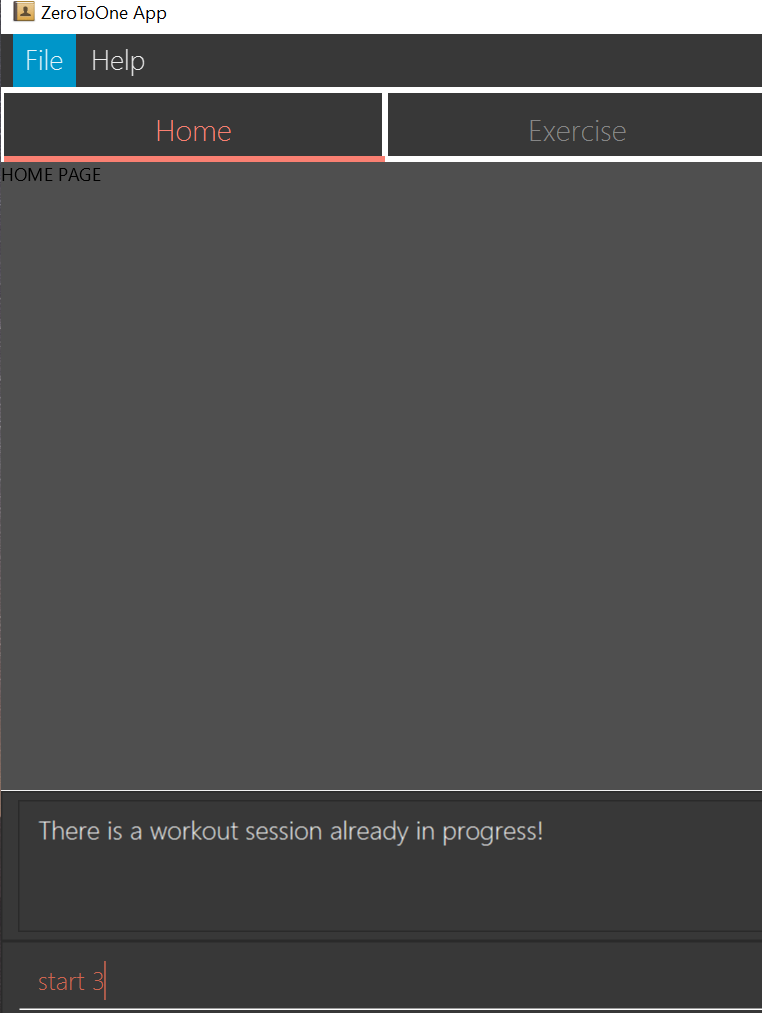 ZeroToOne App
File Help
Home Exercise
HOME PAGE
There is a workout session already in progress!
start 3